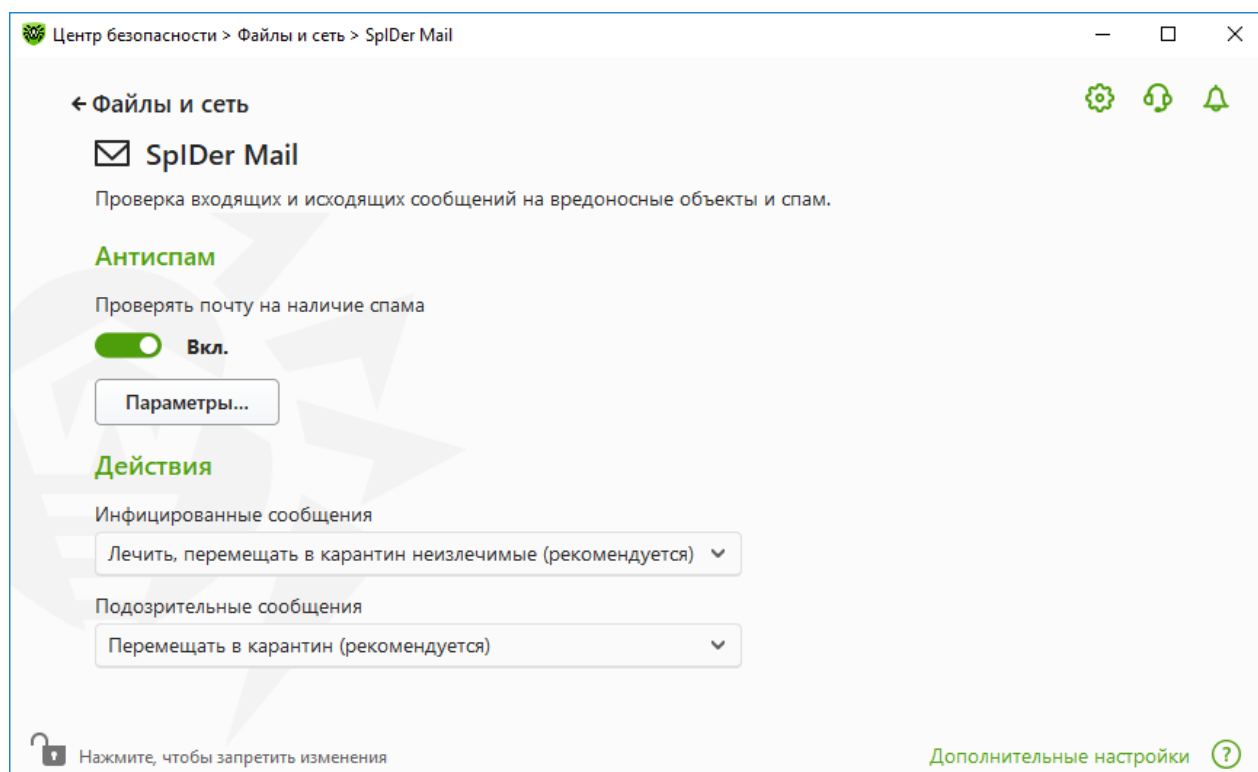 Центр безопасности > Файлы и сеть > SpIDer Mail
Файлы и сеть
SpIDer Mail
Проверка входящих и исходящих сообщений на вредоносные объекты и спам.
Антиспам
Проверять почту на наличие спама
Вкл.
Параметры...
Действия
Инфицированные сообщения
Лечить, перемещать в карантин неизлечимые (рекомендуется)
Подозрительные сообщения
Перемещать в карантин (рекомендуется)
Нажмите, чтобы запретить изменения
Дополнительные настройки ?